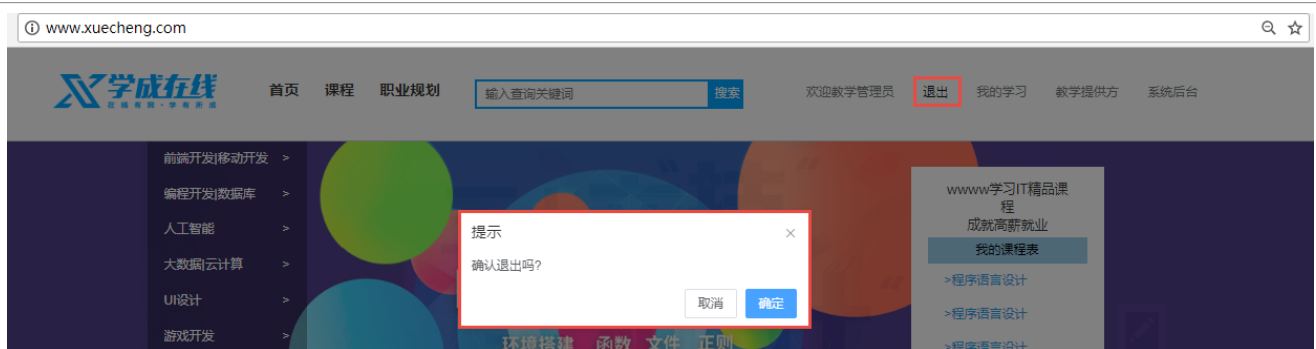 www.xuecheng.com
学成在线
首页 课程 职业规划 输入查询关键词 搜索 欢迎教学管理员 退出 我的学习 教学提供方 系统后台
前端开发|移动开发 >
编程开发|数据库 >
人工智能 >
大数据|云计算 >
UI设计 >
游戏开发 >
提示 ×
确认退出吗?
取消 确定
环境搭建 函数 文件 正则
wwww学习IT精品课
程
成就高薪就业
我的课程表
>程序语言设计
>程序语言设计
>程序语言设计